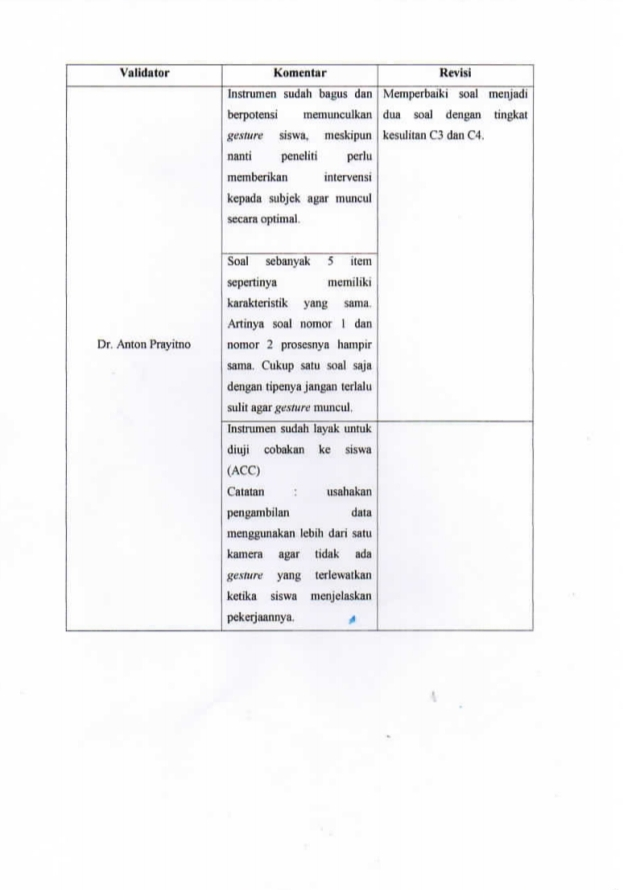 Validator Komentar Revisi
Instrumen sudah bagus dan
berpotensi memunculkan
gesture siswa, meskipun
nanti peneliti perlu
memberikan intervensi
kepada subjek agar muncul
secara optimal.
Memperbaiki soal menjadi
dua soal dengan tingkat
kesulitan C3 dan C4.
Dr. Anton Prayitno
Soal sebanyak 5 item
sepertinya memiliki
karakteristik yang sama.
Artinya soal nomor 1 dan
nomor 2 prosesnya hampir
sama. Cukup satu soal saja
dengan tipenya jangan terlalu
sulit agar gesture muncul.
Instrumen sudah layak untuk
diuji cobakan ke siswa
(ACC)
Catatan : usahakan
pengambilan data
menggunakan lebih dari satu
kamera agar tidak ada
gesture yang terlewatkan
ketika siswa menjelaskan
pekerjaannya.